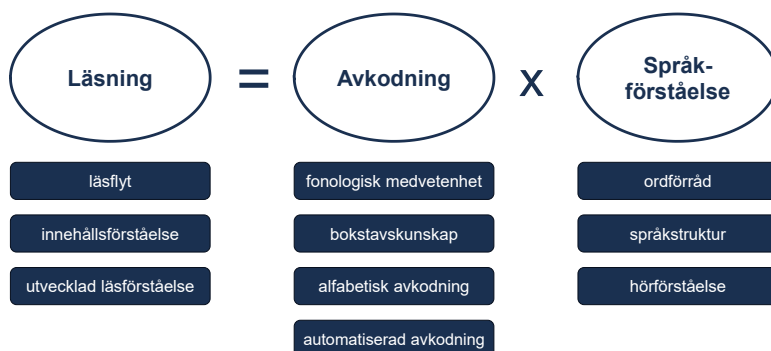 Läsning
=
Avkodning
x
Språk-
förståelse
läsflyt
innehållsförståelse
utvecklad läsförståelse
fonologisk medvetenhet
bokstavskunskap
alfabetisk avkodning
automatiserad avkodning
ordförråd
språkstruktur
hörförståelse